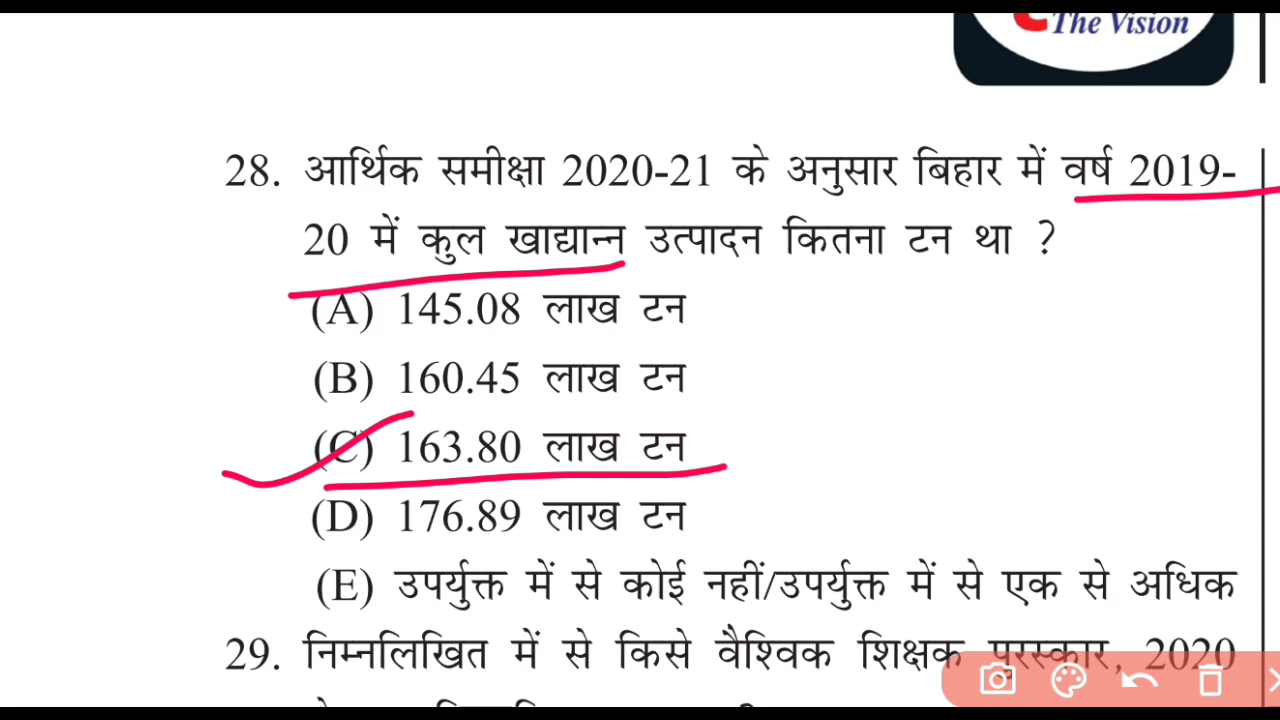 The Vision
28. आर्थिक समीक्षा 2020-21 के अनुसार बिहार में वर्ष 2019-
20 में कुल खाद्यान्न उत्पादन कितना टन था ?
(A) 145.08 लाख टन
(B) 160.45 लाख टन
(C) 163.80 लाख टन
(D) 176.89 लाख टन
(E) उपर्युक्त में से कोई नहीं/उपर्युक्त में से एक से अधिक
29. निम्नलिखित में से किसे वैश्विक शिक्षक पुरस्कार, 2020